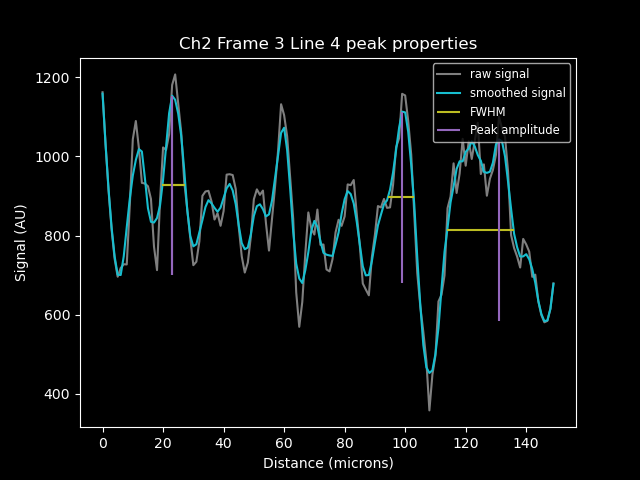 Ch2 Frame 3 Line 4 peak properties
raw signal
smoothed signal
FWHM
Peak amplitude
1200
1000
800
600
400
Signal (AU)
0 20 40 60 80 100 120 140
Distance (microns)